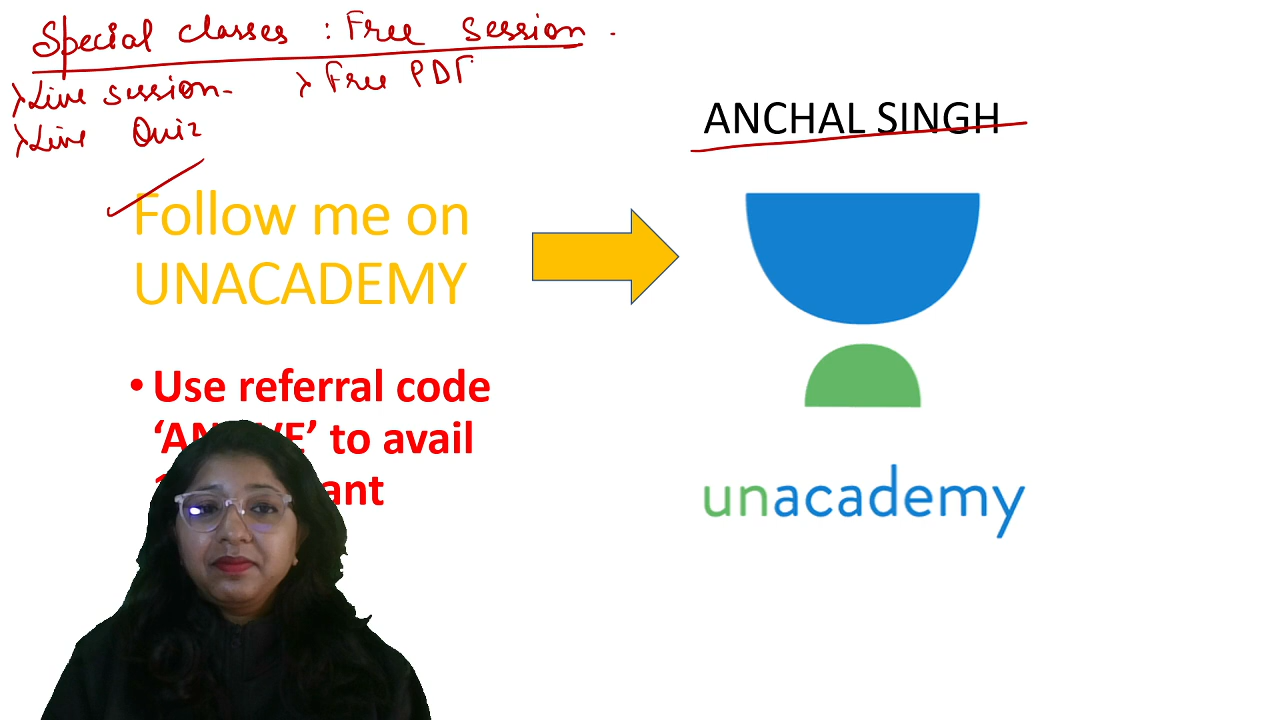 Special classes : Free session.
> Live session-
> Free PDF
> Live Quiz
ANCHAL SINGH
Follow me on
UNACADEMY
• Use referral code
to avail
unacademy